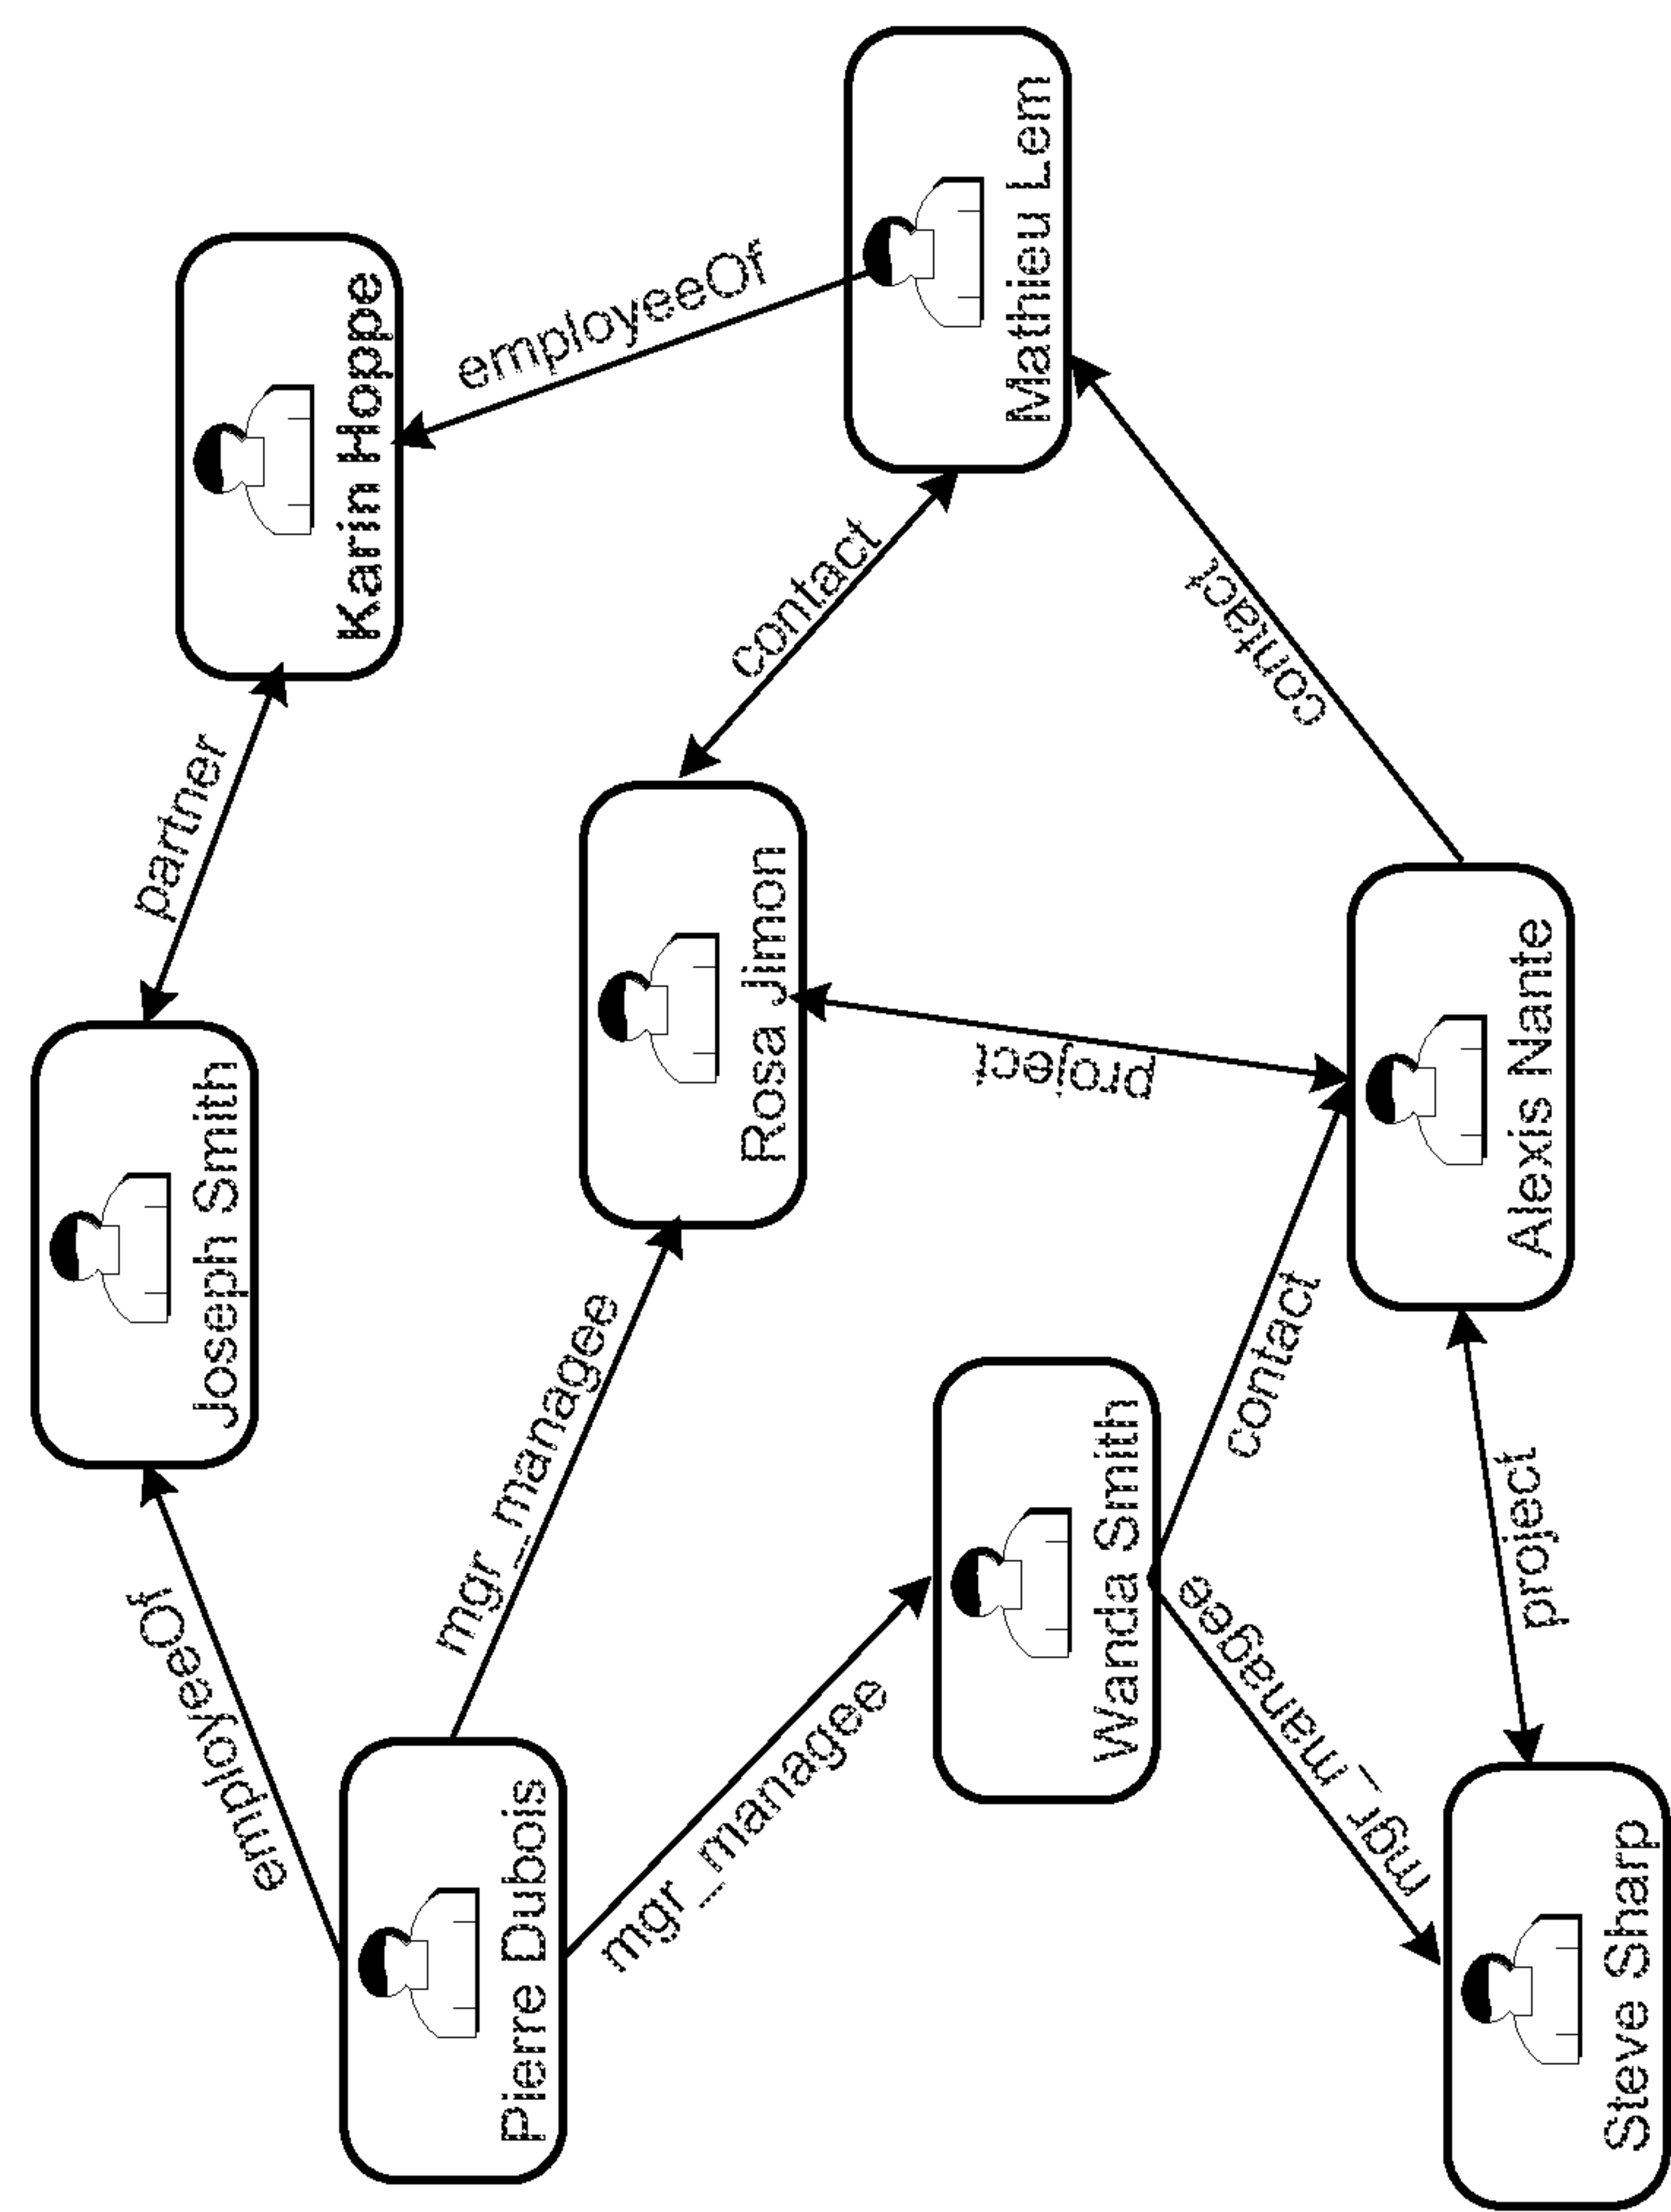 Joseph Smith
partner
Karin Hoppe
employeeOf
employeeOf
Pierre Dubois
mgr_managee
Rosa Jimon
contact
Mathieu Lem
mgr_managee
Wanda Smith
project
contact
contact
mgr_managee
Steve Sharp
project
Alexis Nante